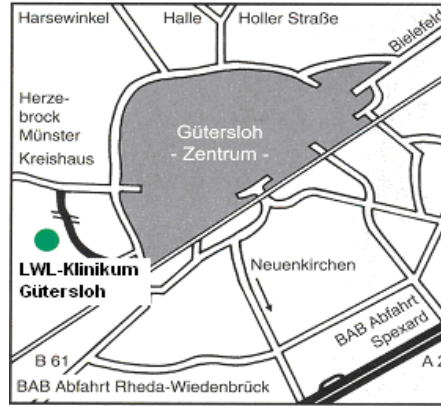 Harsewinkel
Halle
Holler Straße
Bielefeld
Herze-
brock
Münster
Kreishaus
Gütersloh
- Zentrum -
LWL-Klinikum
Gütersloh
Neuenkirchen
BAB Abfahrt
Spexard
B 61
A 2
BAB Abfahrt Rheda-Wiedenbrück